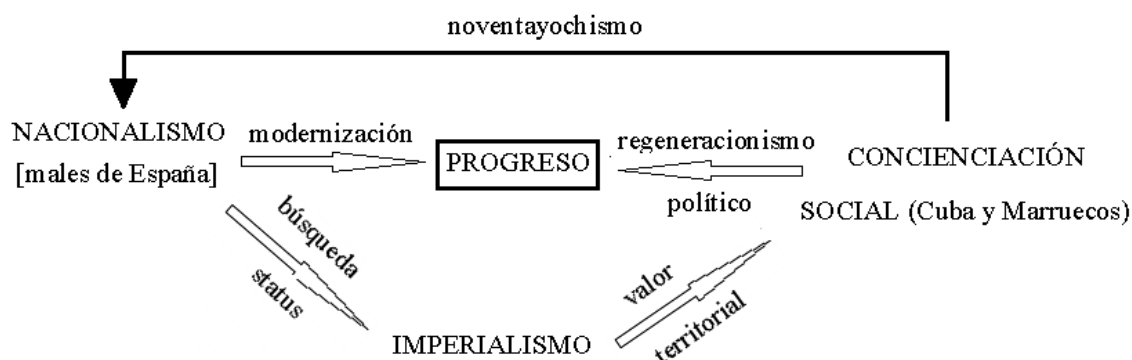 noventayochismo
NACIONALISMO
[males de España]
modernización
PROGRESO
regeneracionismo
político
CONCIENCIACIÓN
SOCIAL (Cuba y Marruecos)
búsqueda
status
valor
territorial
IMPERIALISMO